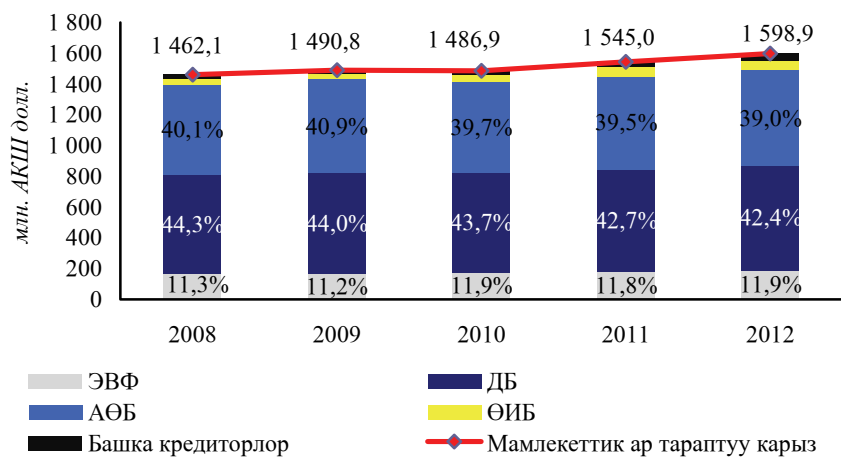 млн. АКШ долл.
1 800
1 600
1 400
1 200
1 000
800
600
400
200
0
1 462,1 1 490,8 1 486,9 1 545,0 1 598,9
40,1% 40,9% 39,7% 39,5% 39,0%
44,3% 44,0% 43,7% 42,7% 42,4%
11,3% 11,2% 11,9% 11,8% 11,9%
2008 2009 2010 2011 2012
ЭВФ ДБ
АӨБ ӨИБ
Башка кредиторлор Мамлекеттик ар тараптуу карыз